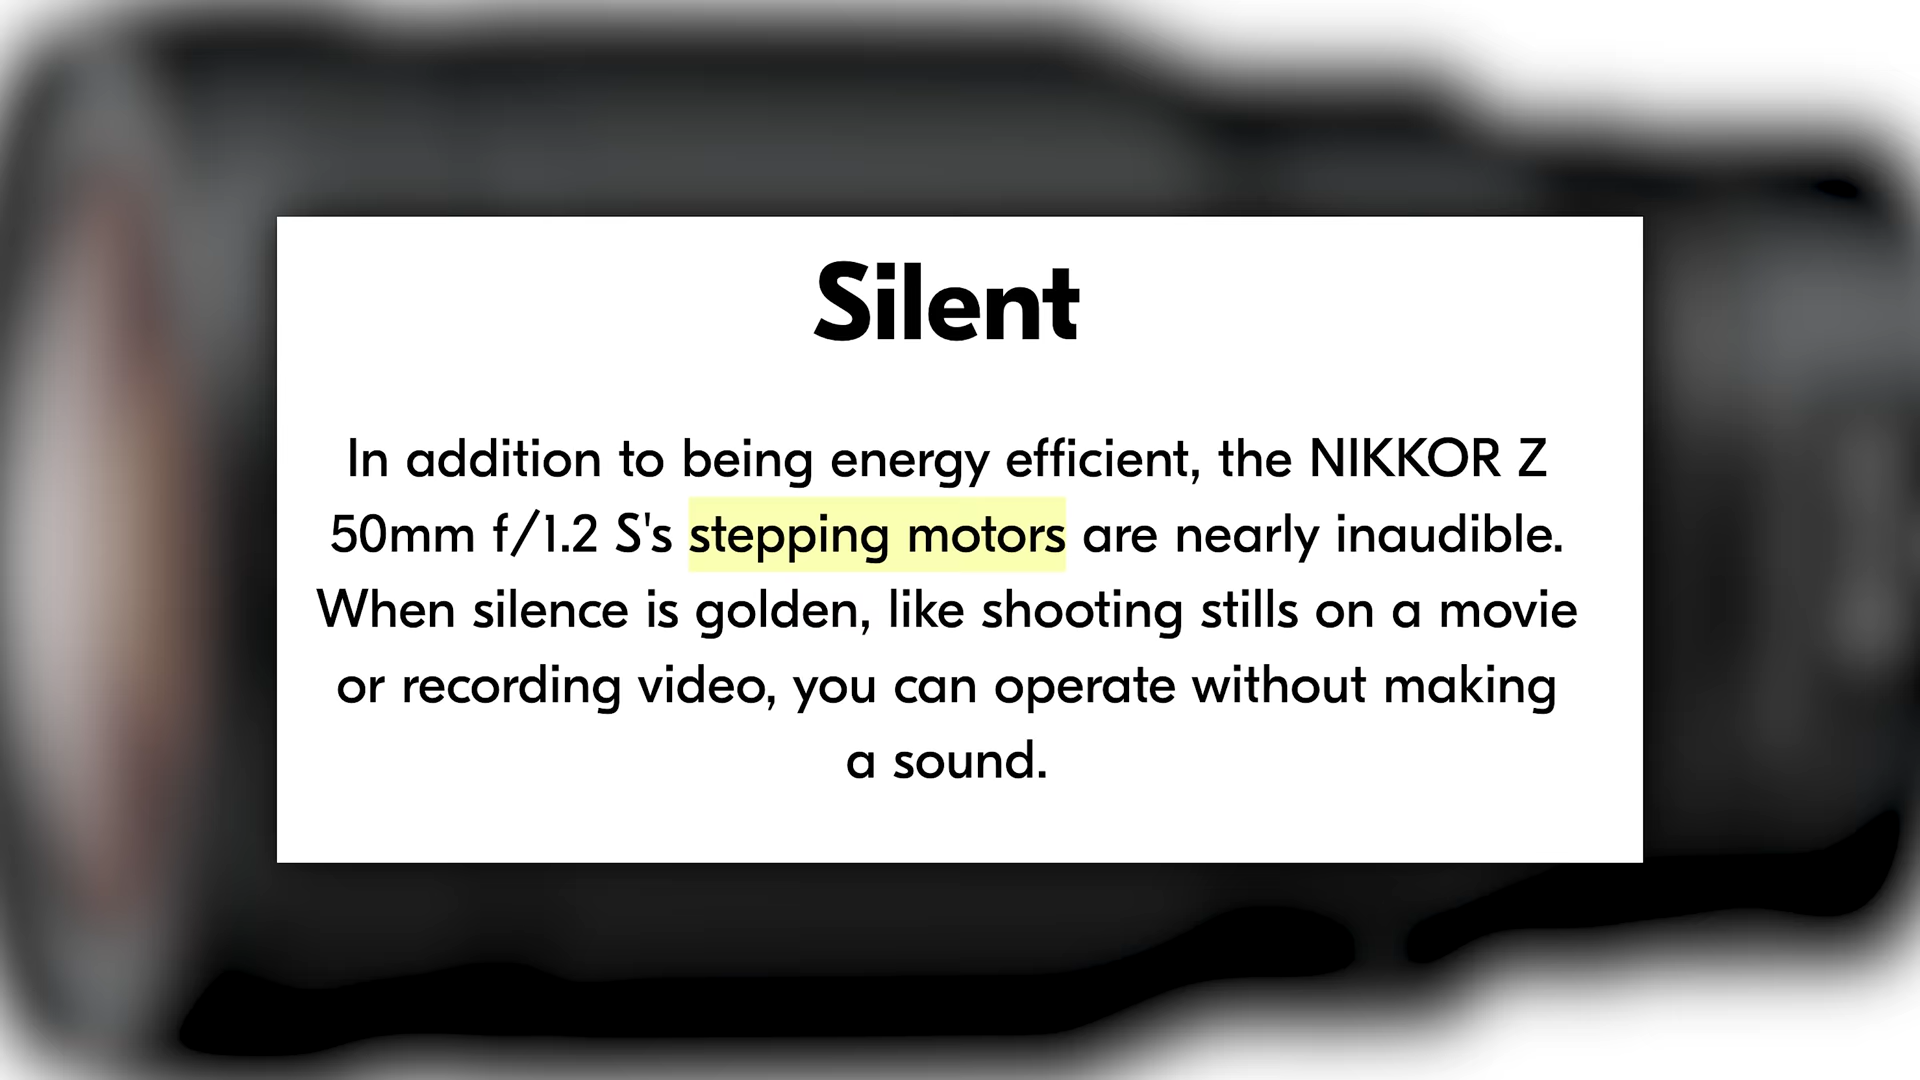 Silent
In addition to being energy efficient, the NIKKOR Z
50mm f/1.2 S's stepping motors are nearly inaudible.
When silence is golden, like shooting stills on a movie
or recording video, you can operate without making
a sound.